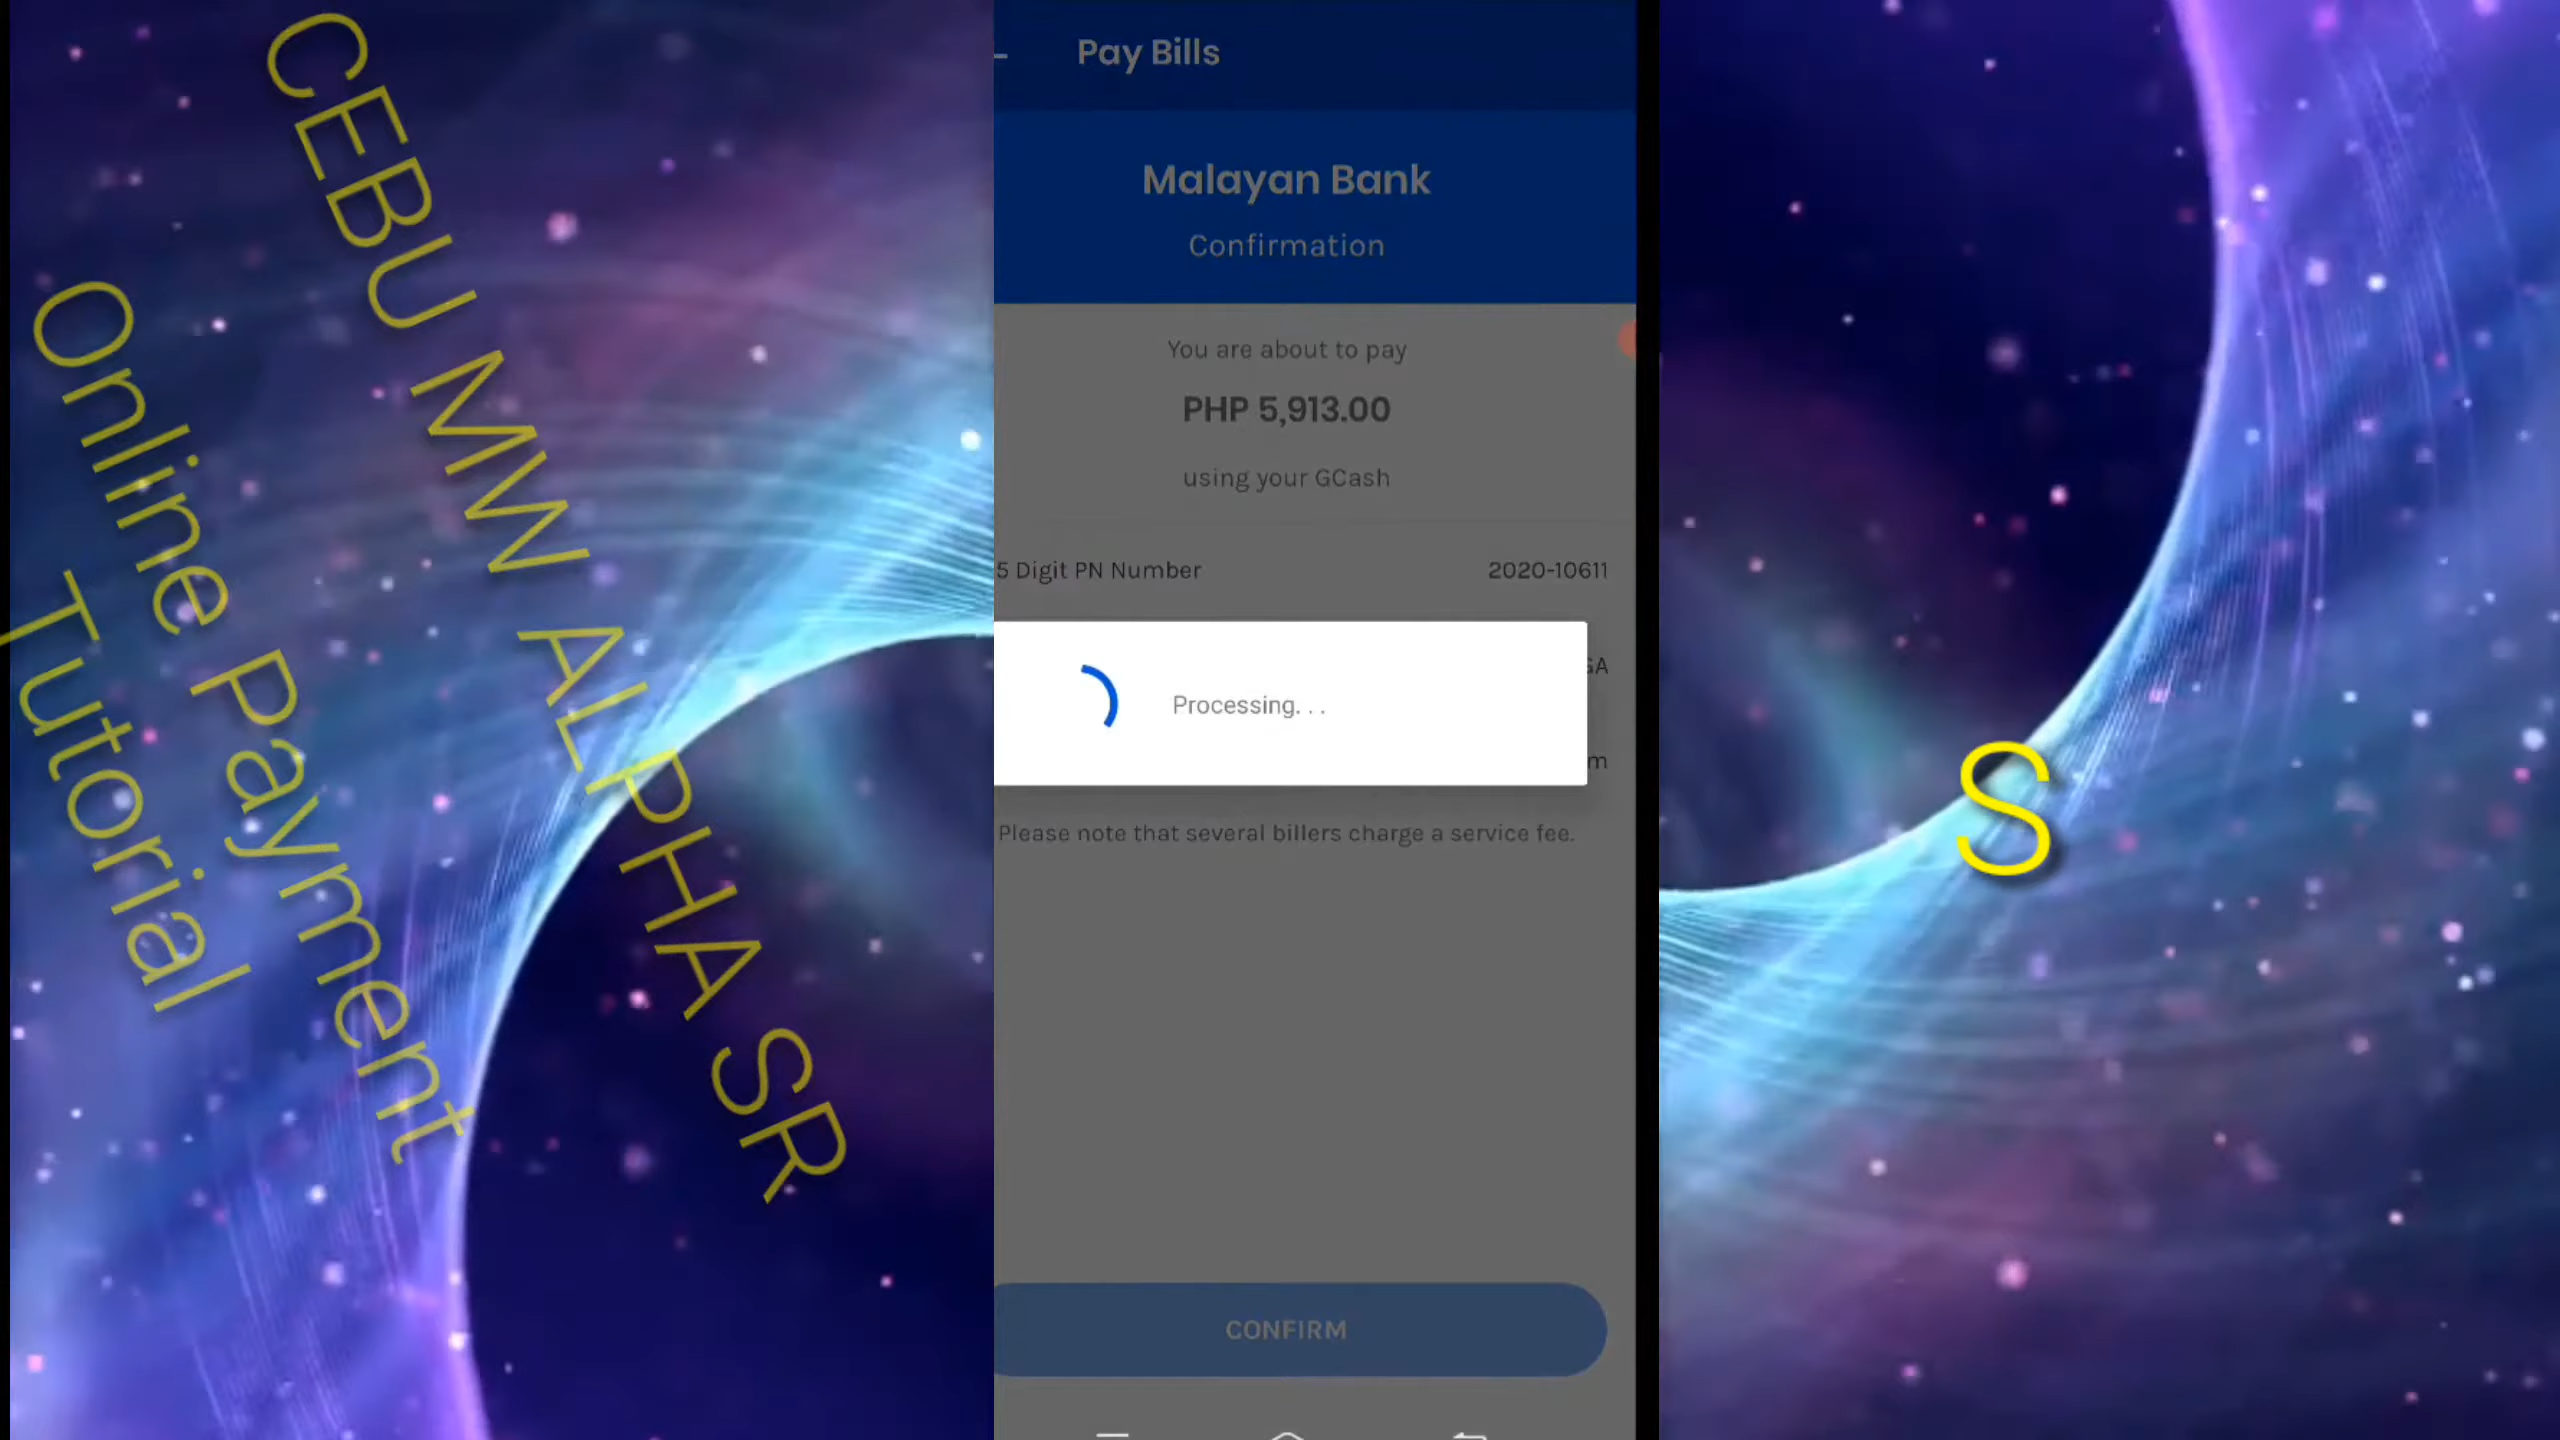 CEBU MW ALPHA SR
Online Payment
Tutorial
Pay Bills
Malayan Bank
Confirmation
You are about to pay
PHP 5,913.00
using your GCash
5 Digit PN Number 2020-10611
Processing. . .
Please note that several billers charge a service fee.
CONFIRM
S